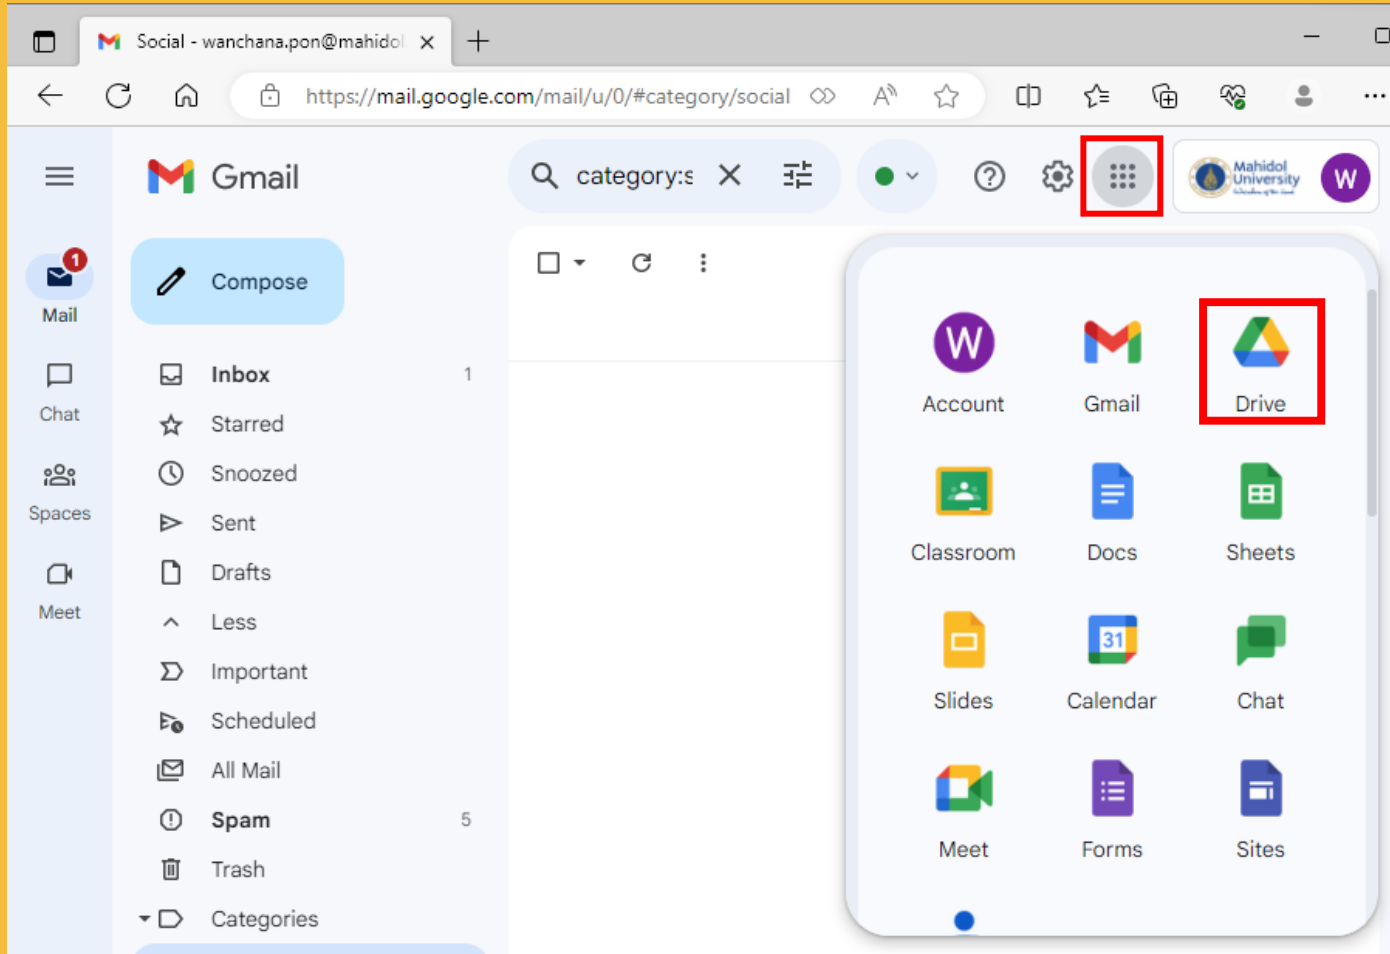 Social - wanchana.pon@mahidol
https://mail.google.com/mail/u/0/#category/social
Gmail
category:s
Mahidol
University
W
1
Mail
Chat
Spaces
Meet
Compose
Inbox 1
Starred
Snoozed
Sent
Drafts
Less
Important
Scheduled
All Mail
Spam 5
Trash
Categories
W
Account
Gmail
Drive
Classroom
Docs
Sheets
31
Slides
Calendar
Chat
Meet
Forms
Sites